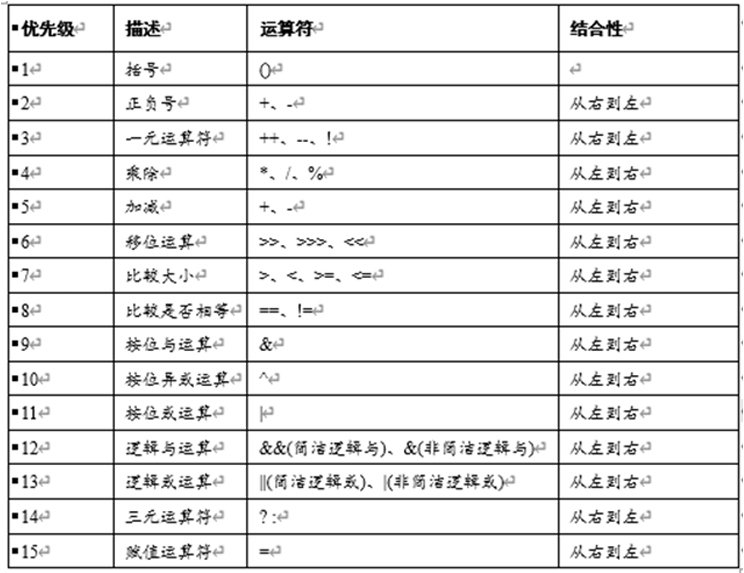 优先级 描述 运算符 结合性
1 括号 ()
2 正负号 +、- 从右到左
3 一元运算符 ++、--、! 从右到左
4 乘除 *、/、% 从左到右
5 加减 +、- 从左到右
6 移位运算 >>、>>>、<< 从左到右
7 比较大小 >、<、>=、<= 从左到右
8 比较是否相等 ==、!= 从左到右
9 按位与运算 & 从左到右
10 按位异或运算 ^ 从左到右
11 按位或运算 | 从左到右
12 逻辑与运算 &&(简洁逻辑与)、&(非简洁逻辑与) 从左到右
13 逻辑或运算 ||(简洁逻辑或)、|(非简洁逻辑或) 从左到右
14 三元运算符 ? : 从右到左
15 赋值运算符 = 从右到左